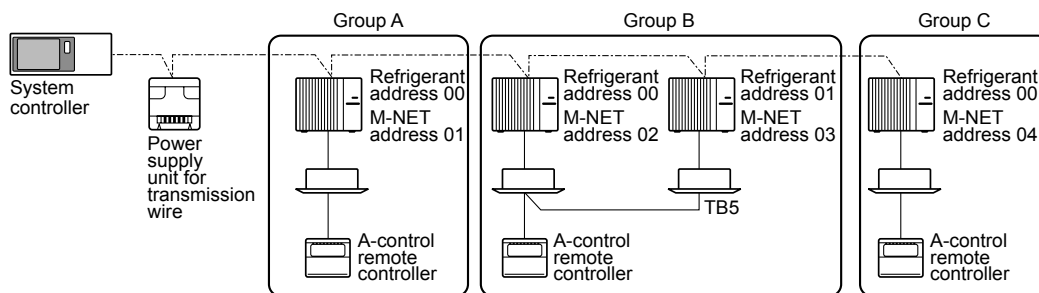 Group A
Group B
Group C
System
controller
Power
supply
unit for
transmission
wire
Refrigerant
address 00
M-NET
address 01
Refrigerant
address 00
M-NET
address 02
Refrigerant
address 01
M-NET
address 03
Refrigerant
address 00
M-NET
address 04
TB5
A-control
remote
controller
A-control
remote
controller
A-control
remote
controller